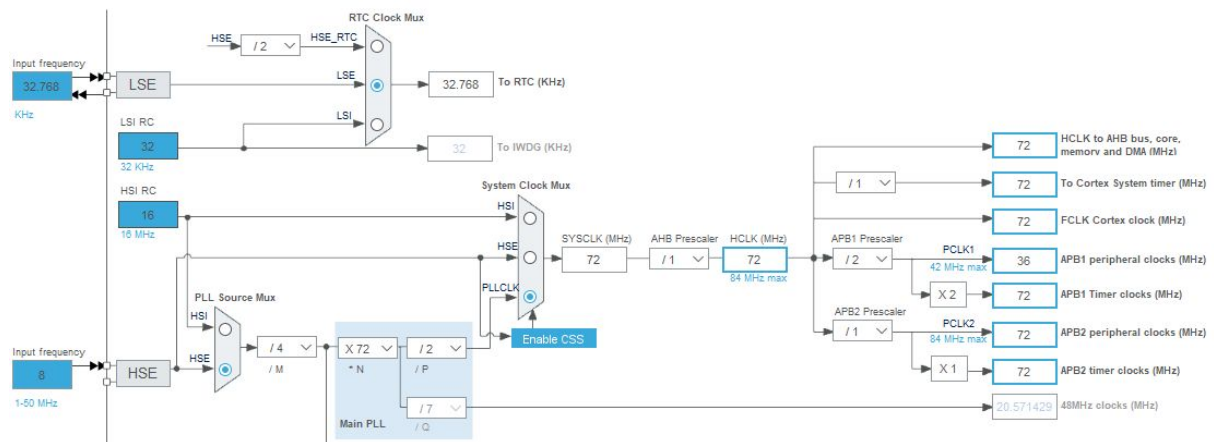 RTC Clock Mux
HSE
/ 2
HSE_RTC
Input frequency
32.768
KHz
LSE
LSE
32.768
To RTC (KHz)
LSI RC
32
32 KHz
LSI
32
To IWDG (KHz)
HSI RC
16
16 MHz
System Clock Mux
HSI
HSE
PLLCLK
Enable CSS
SYSCLK (MHz)
72
AHB Prescaler
/ 1
HCLK (MHz)
72
84 MHz max
72
HCLK to AHB bus, core,
memory and DMA (MHz)
/ 1
72
To Cortex System timer (MHz)
72
FCLK Cortex clock (MHz)
APB1 Prescaler
/ 2
PCLK1
42 MHz max
36
APB1 peripheral clocks (MHz)
X 2
72
APB1 Timer clocks (MHz)
APB2 Prescaler
/ 1
PCLK2
84 MHz max
72
APB2 peripheral clocks (MHz)
X 1
72
APB2 timer clocks (MHz)
20.571429
48MHz clocks (MHz)
PLL Source Mux
HSI
HSE
Input frequency
8
1-50 MHz
HSE
/ 4
/ M
X 72
* N
/ 2
/ P
/ 7
/ Q
Main PLL